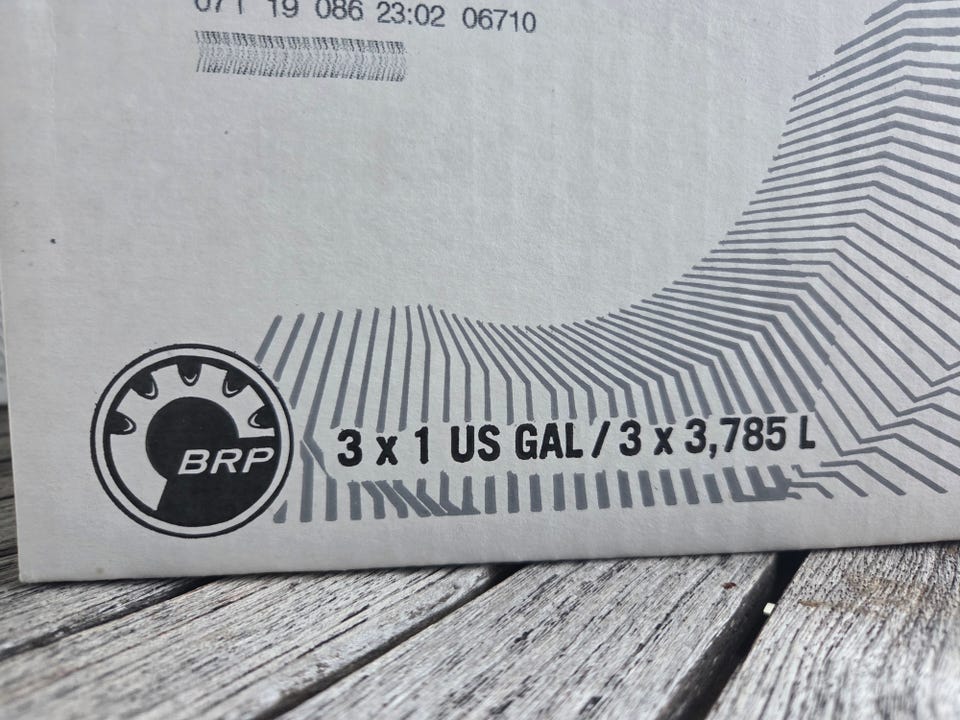 071 19 086 23:02 06710
BRP
3 x 1 US GAL / 3 x 3,785 L